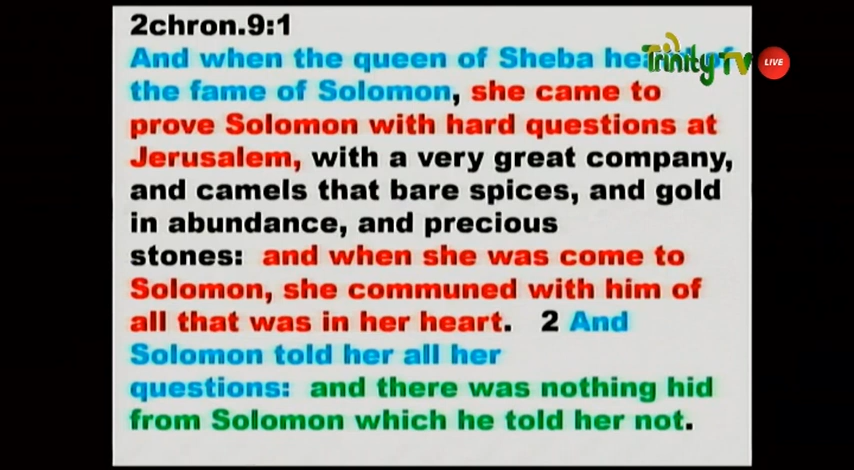 2chron.9:1
And when the queen of Sheba heard of
the fame of Solomon, she came to
prove Solomon with hard questions at
Jerusalem, with a very great company,
and camels that bare spices, and gold
in abundance, and precious
stones: and when she was come to
Solomon, she communed with him of
all that was in her heart. 2 And
Solomon told her all her
questions: and there was nothing hid
from Solomon which he told her not.
Trinity TV
LIVE